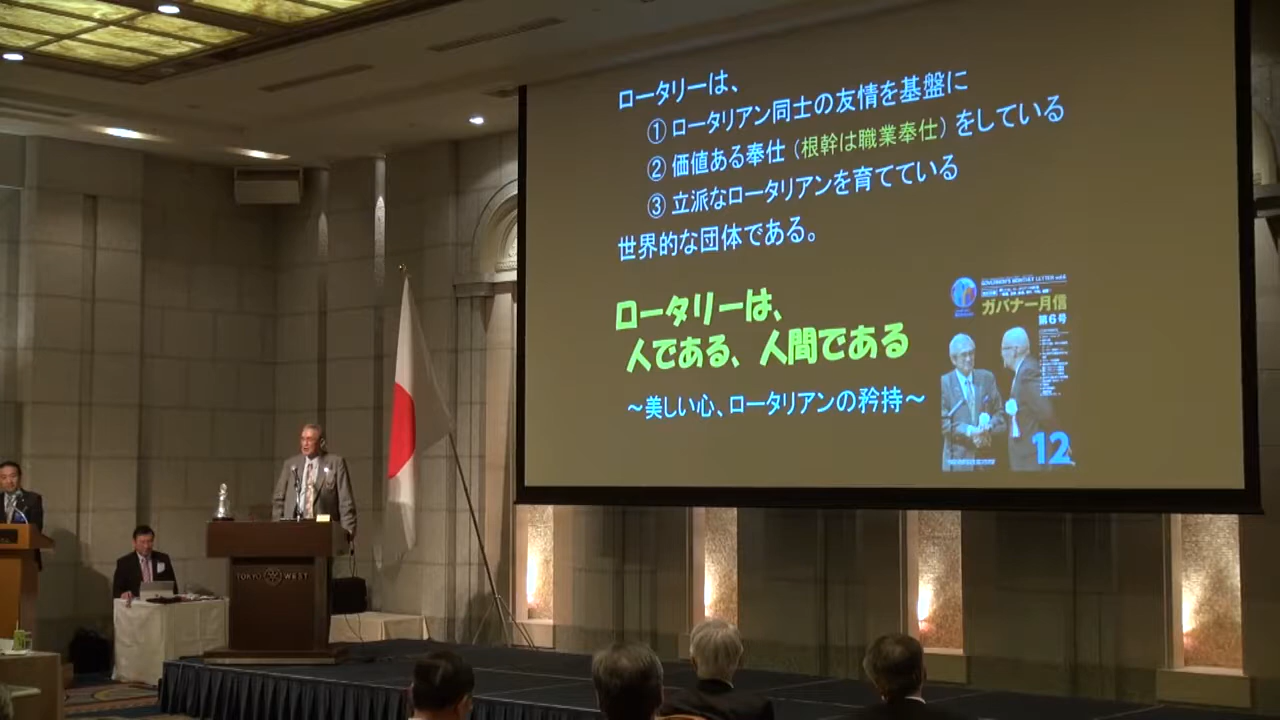 ロータリーは、
① ロータリアン同士の友情を基盤に
② 価値ある奉仕（根幹は職業奉仕）をしている
③ 立派なロータリアンを育てている
世界的な団体である。
ロータリーは、
人である、人間である
～美しい心、ロータリアンの矜持～
GOVERNOR'S MONTHLY LETTER
ガバナー月信
第6号
12
TOKYO WEST